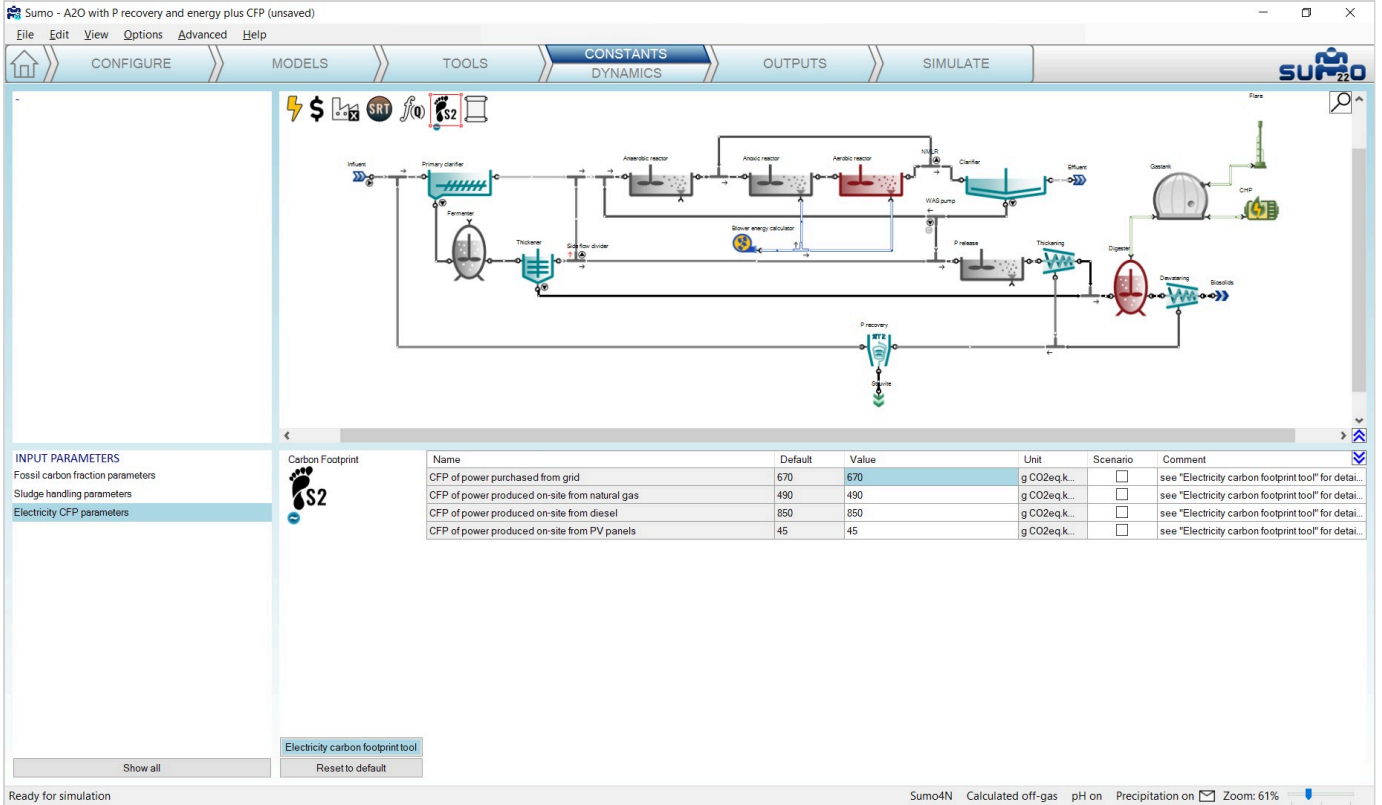 Sumo - A2O with P recovery and energy plus CFP (unsaved)
File Edit View Options Advanced Help
CONFIGURE MODELS TOOLS CONSTANTS DYNAMICS OUTPUTS SIMULATE
SUMO 22
-
$ X SRT f(Q) S2
Flare
Influent
Primary clarifier
Anaerobic reactor
Anoxic reactor
Aerobic reactor
NMLR
Clarifier
Effluent
Gastank
CHP
WAS pump
Fermenter
Blower energy calculator
Thickener
Side flow divider
P release
Thickening
Digester
Dewatering
Biosolids
P recovery
Struvite
INPUT PARAMETERS
Fossil carbon fraction parameters
Sludge handling parameters
Electricity CFP parameters
Show all
Carbon Footprint
S2
Name Default Value Unit Scenario Comment
CFP of power purchased from grid 670 670 g CO2eq.k... see "Electricity carbon footprint tool" for detai...
CFP of power produced on-site from natural gas 490 490 g CO2eq.k... see "Electricity carbon footprint tool" for detai...
CFP of power produced on-site from diesel 850 850 g CO2eq.k... see "Electricity carbon footprint tool" for detai...
CFP of power produced on-site from PV panels 45 45 g CO2eq.k... see "Electricity carbon footprint tool" for detai...
Electricity carbon footprint tool
Reset to default
Ready for simulation Sumo4N Calculated off-gas pH on Precipitation on Zoom: 61%